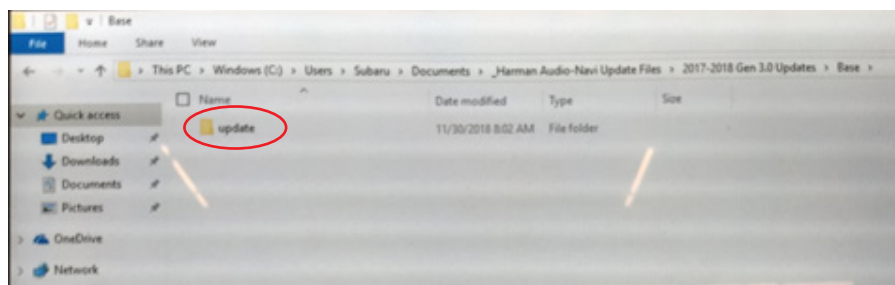 Base
File Home Share View
This PC > Windows (C:) > Users > Subaru > Documents > _Harman Audio-Navi Update Files > 2017-2018 Gen 3.0 Updates > Base >
Name Date modified Type Size
Quick access
update 11/30/2018 8:02 AM File folder
Desktop
Downloads
Documents
Pictures
OneDrive
Network